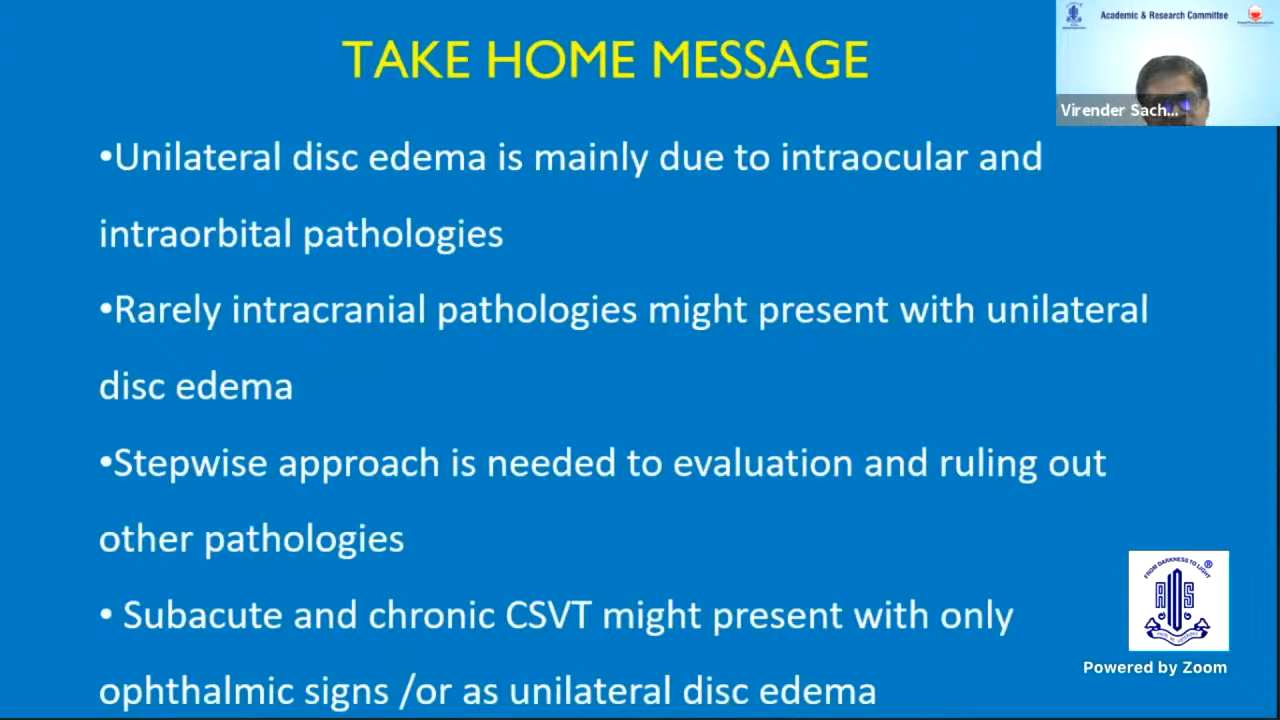 TAKE HOME MESSAGE
Academic & Research Committee
Virender Sach...
•Unilateral disc edema is mainly due to intraocular and
intraorbital pathologies
•Rarely intracranial pathologies might present with unilateral
disc edema
•Stepwise approach is needed to evaluation and ruling out
other pathologies
• Subacute and chronic CSVT might present with only
ophthalmic signs /or as unilateral disc edema
FROM DARKNESS TO LIGHT
®
AIOS
Powered by Zoom